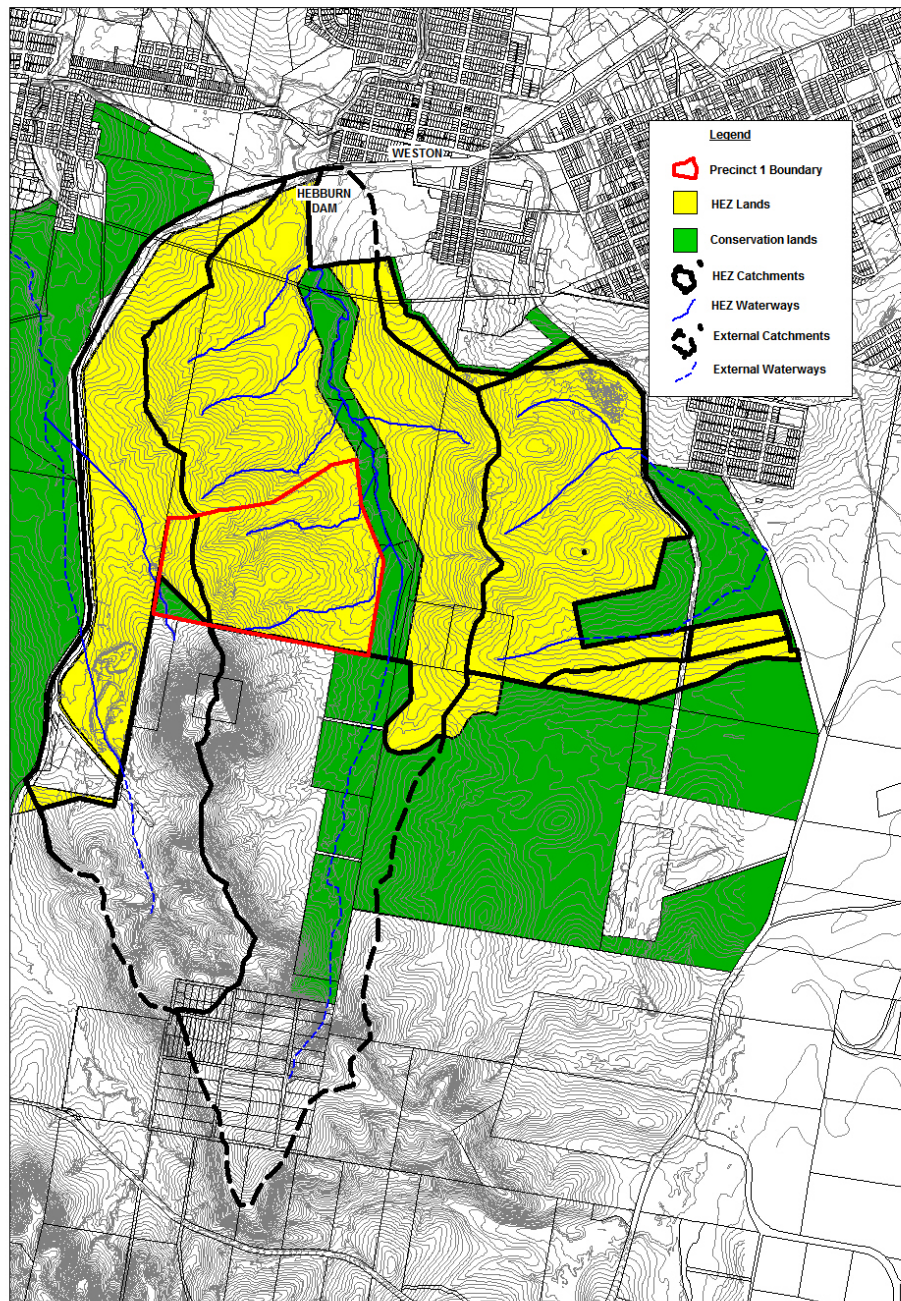 WESTON
HEBBURN
DAM
Legend
Precinct 1 Boundary
HEZ Lands
Conservation lands
HEZ Catchments
HEZ Waterways
External Catchments
External Waterways